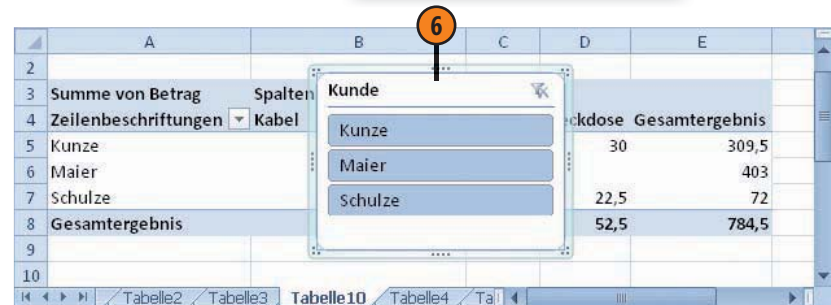 6
A B C D E
2
3 Summe von Betrag Spalten
4 Zeilenbeschriftungen Kabel ckdose Gesamtergebnis
5 Kunze 30 309,5
6 Maier 403
7 Schulze 22,5 72
8 Gesamtergebnis 52,5 784,5
9
10
Kunde
Kunze
Maier
Schulze
Tabelle2 Tabelle3 Tabelle10 Tabelle4 Ta